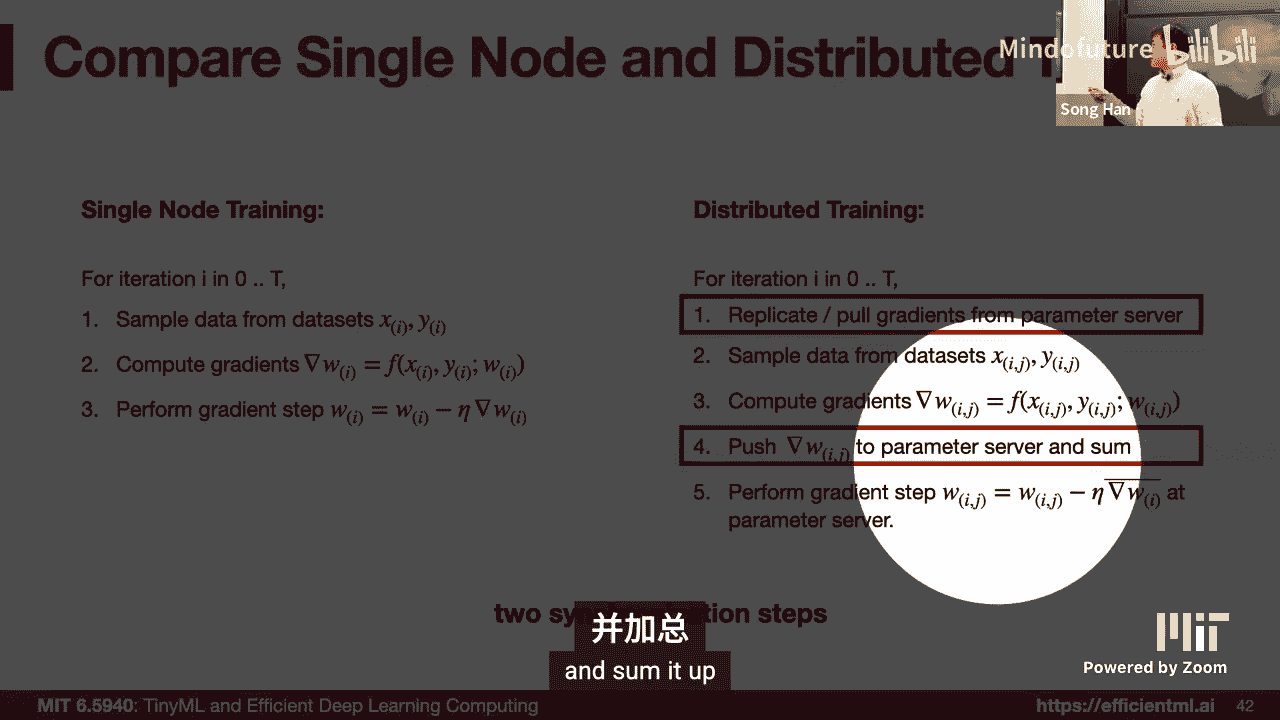 Compare Single Node and Distributed T
Mindofuture bilibili
Song Han
Single Node Training:
For iteration i in 0 .. T,
1. Sample data from datasets x(i), y(i)
2. Compute gradients ∇w(i) = f(x(i), y(i); w(i))
3. Perform gradient step w(i) = w(i) − η ∇w(i)
Distributed Training:
For iteration i in 0 .. T,
1. Replicate / pull gradients from parameter server
2. Sample data from datasets x(i,j), y(i,j)
3. Compute gradients ∇w(i,j) = f(x(i,j), y(i,j); w(i,j))
4. Push ∇w(i,j) to parameter server and sum
5. Perform gradient step w(i,j) = w(i,j) − η ∇w(i) at
parameter server.
two sy tion steps
并加总
and sum it up
MIT
Powered by Zoom
MIT 6.5940: TinyML and Efficient Deep Learning Computing
https://efficientml.ai
42